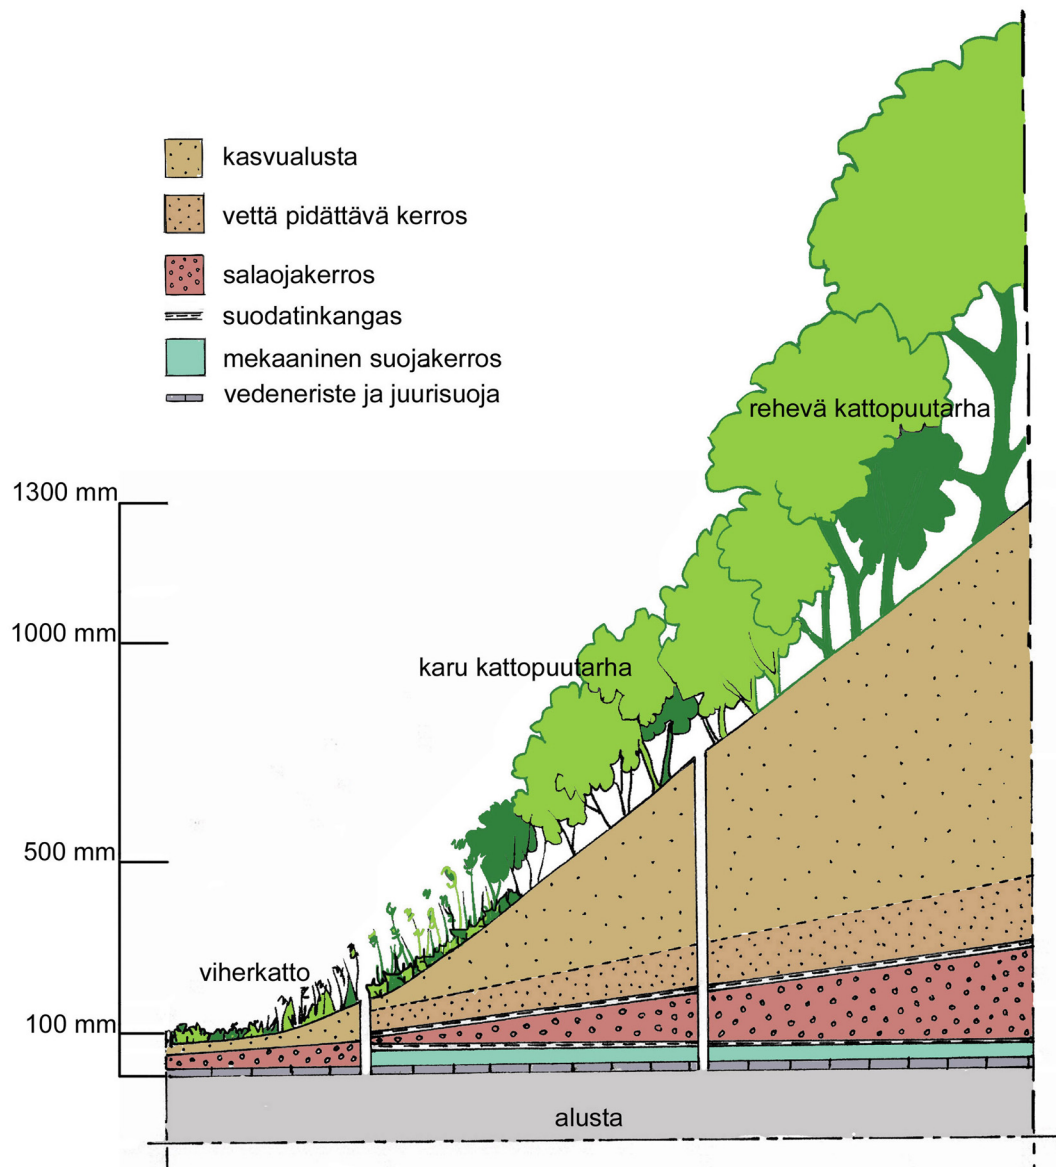 kasvualusta
vettä pidättävä kerros
salaojakerros
suodatinkangas
mekaaninen suojakerros
vedeneriste ja juurisuoja
rehevä kattopuutarha
1300 mm
1000 mm
karu kattopuutarha
500 mm
viherkatto
100 mm
alusta